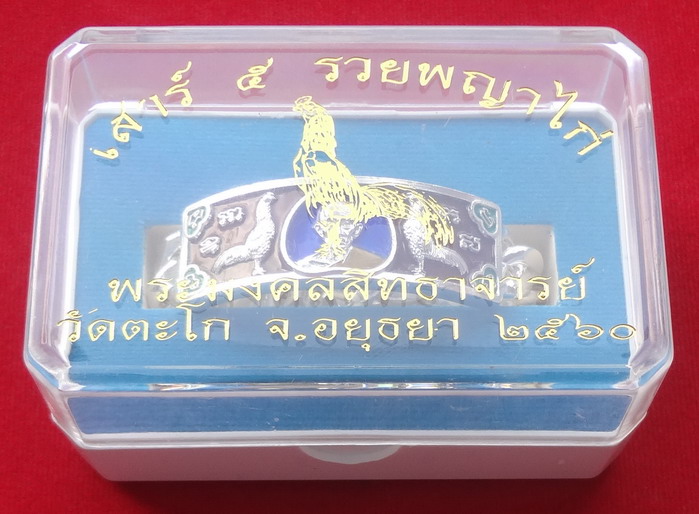 เสาร์ ๕ รวยพญาไก่
พระมงคลสิทธาจารย์
วัดตะโก จ.อยุธยา ๒๕๖๐